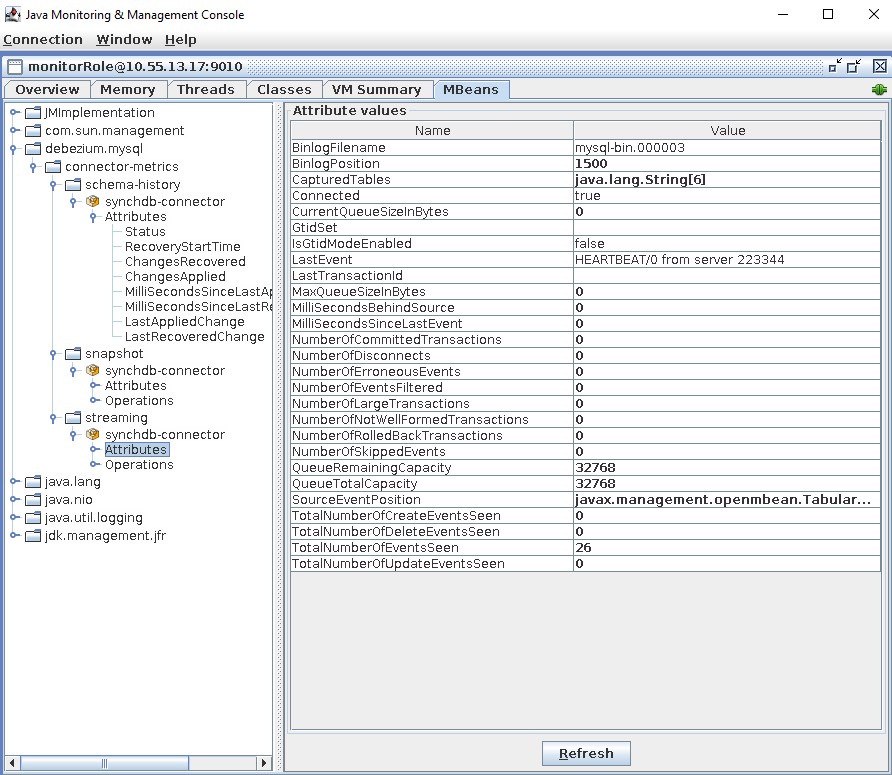 Java Monitoring & Management Console
Connection Window Help
monitorRole@10.55.13.17:9010
Overview Memory Threads Classes VM Summary MBeans
JMImplementation
com.sun.management
debezium.mysql
connector-metrics
schema-history
synchdb-connector
Attributes
Status
RecoveryStartTime
ChangesRecovered
ChangesApplied
MilliSecondsSinceLastAp
MilliSecondsSinceLastRe
LastAppliedChange
LastRecoveredChange
snapshot
synchdb-connector
Attributes
Operations
streaming
synchdb-connector
Attributes
Operations
java.lang
java.nio
java.util.logging
jdk.management.jfr
Attribute values
Name Value
BinlogFilename mysql-bin.000003
BinlogPosition 1500
CapturedTables java.lang.String[6]
Connected true
CurrentQueueSizeInBytes 0
GtidSet
IsGtidModeEnabled false
LastEvent HEARTBEAT/0 from server 223344
LastTransactionId
MaxQueueSizeInBytes 0
MilliSecondsBehindSource 0
MilliSecondsSinceLastEvent 0
NumberOfCommittedTransactions 0
NumberOfDisconnects 0
NumberOfErroneousEvents 0
NumberOfEventsFiltered 0
NumberOfLargeTransactions 0
NumberOfNotWellFormedTransactions 0
NumberOfRolledBackTransactions 0
NumberOfSkippedEvents 0
QueueRemainingCapacity 32768
QueueTotalCapacity 32768
SourceEventPosition javax.management.openmbean.Tabular...
TotalNumberOfCreateEventsSeen 0
TotalNumberOfDeleteEventsSeen 0
TotalNumberOfEventsSeen 26
TotalNumberOfUpdateEventsSeen 0
Refresh